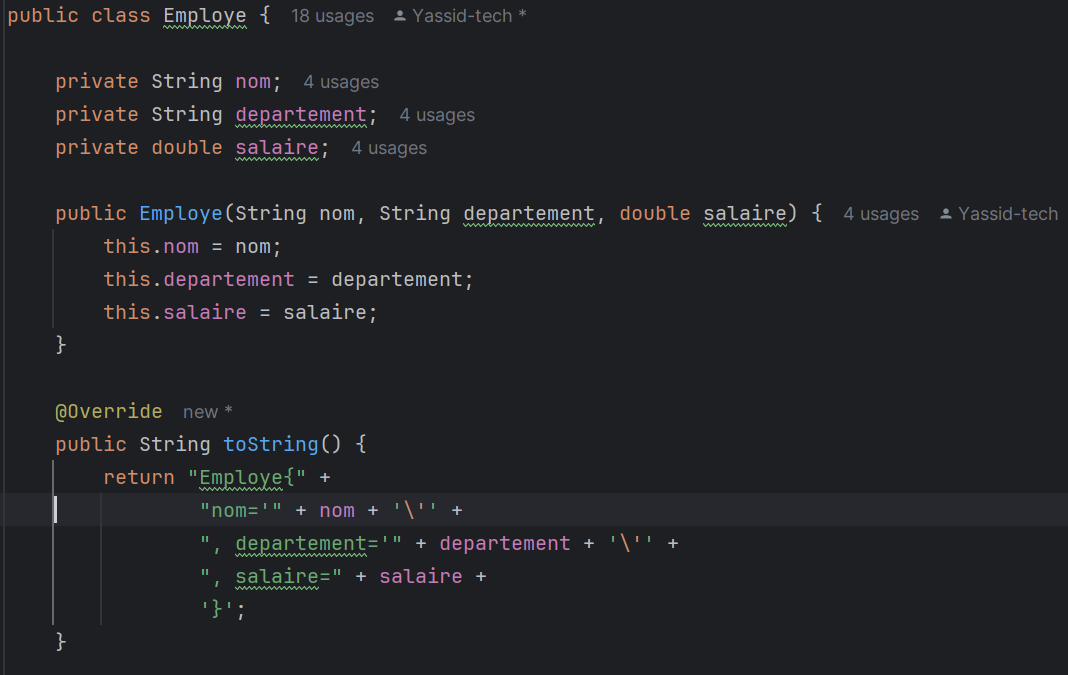 public class Employe {  18 usages  Yassid-tech *
private String nom;  4 usages
private String departement;  4 usages
private double salaire;  4 usages
public Employe(String nom, String departement, double salaire) {  4 usages  Yassid-tech
this.nom = nom;
this.departement = departement;
this.salaire = salaire;
}
@Override  new *
public String toString() {
return "Employe{" +
"nom='" + nom + '\'' +
", departement='" + departement + '\'' +
", salaire=" + salaire +
'}';
}